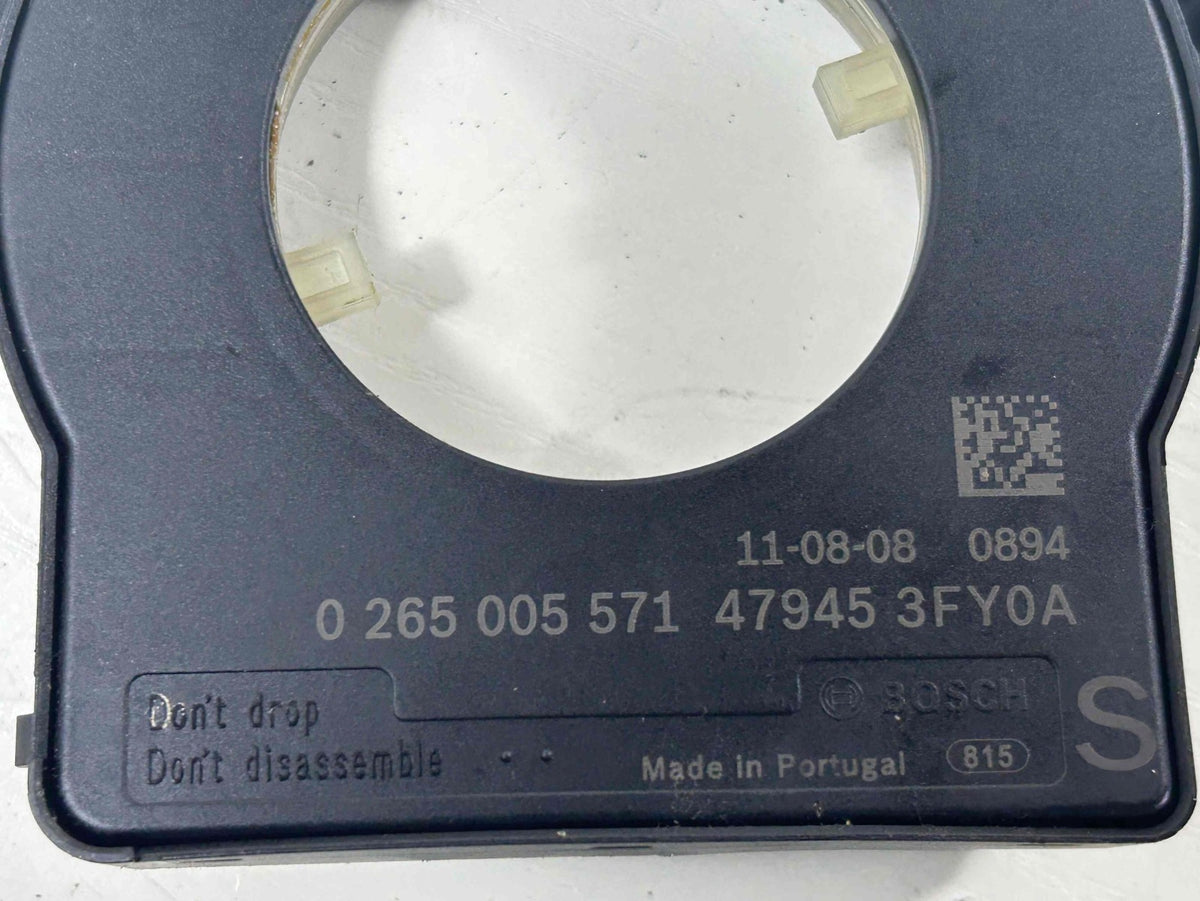 11-08-08 0894
0 265 005 571 47945 3FY0A
Don't drop
BOSCH
S
Don't disassemble
Made in Portugal 815